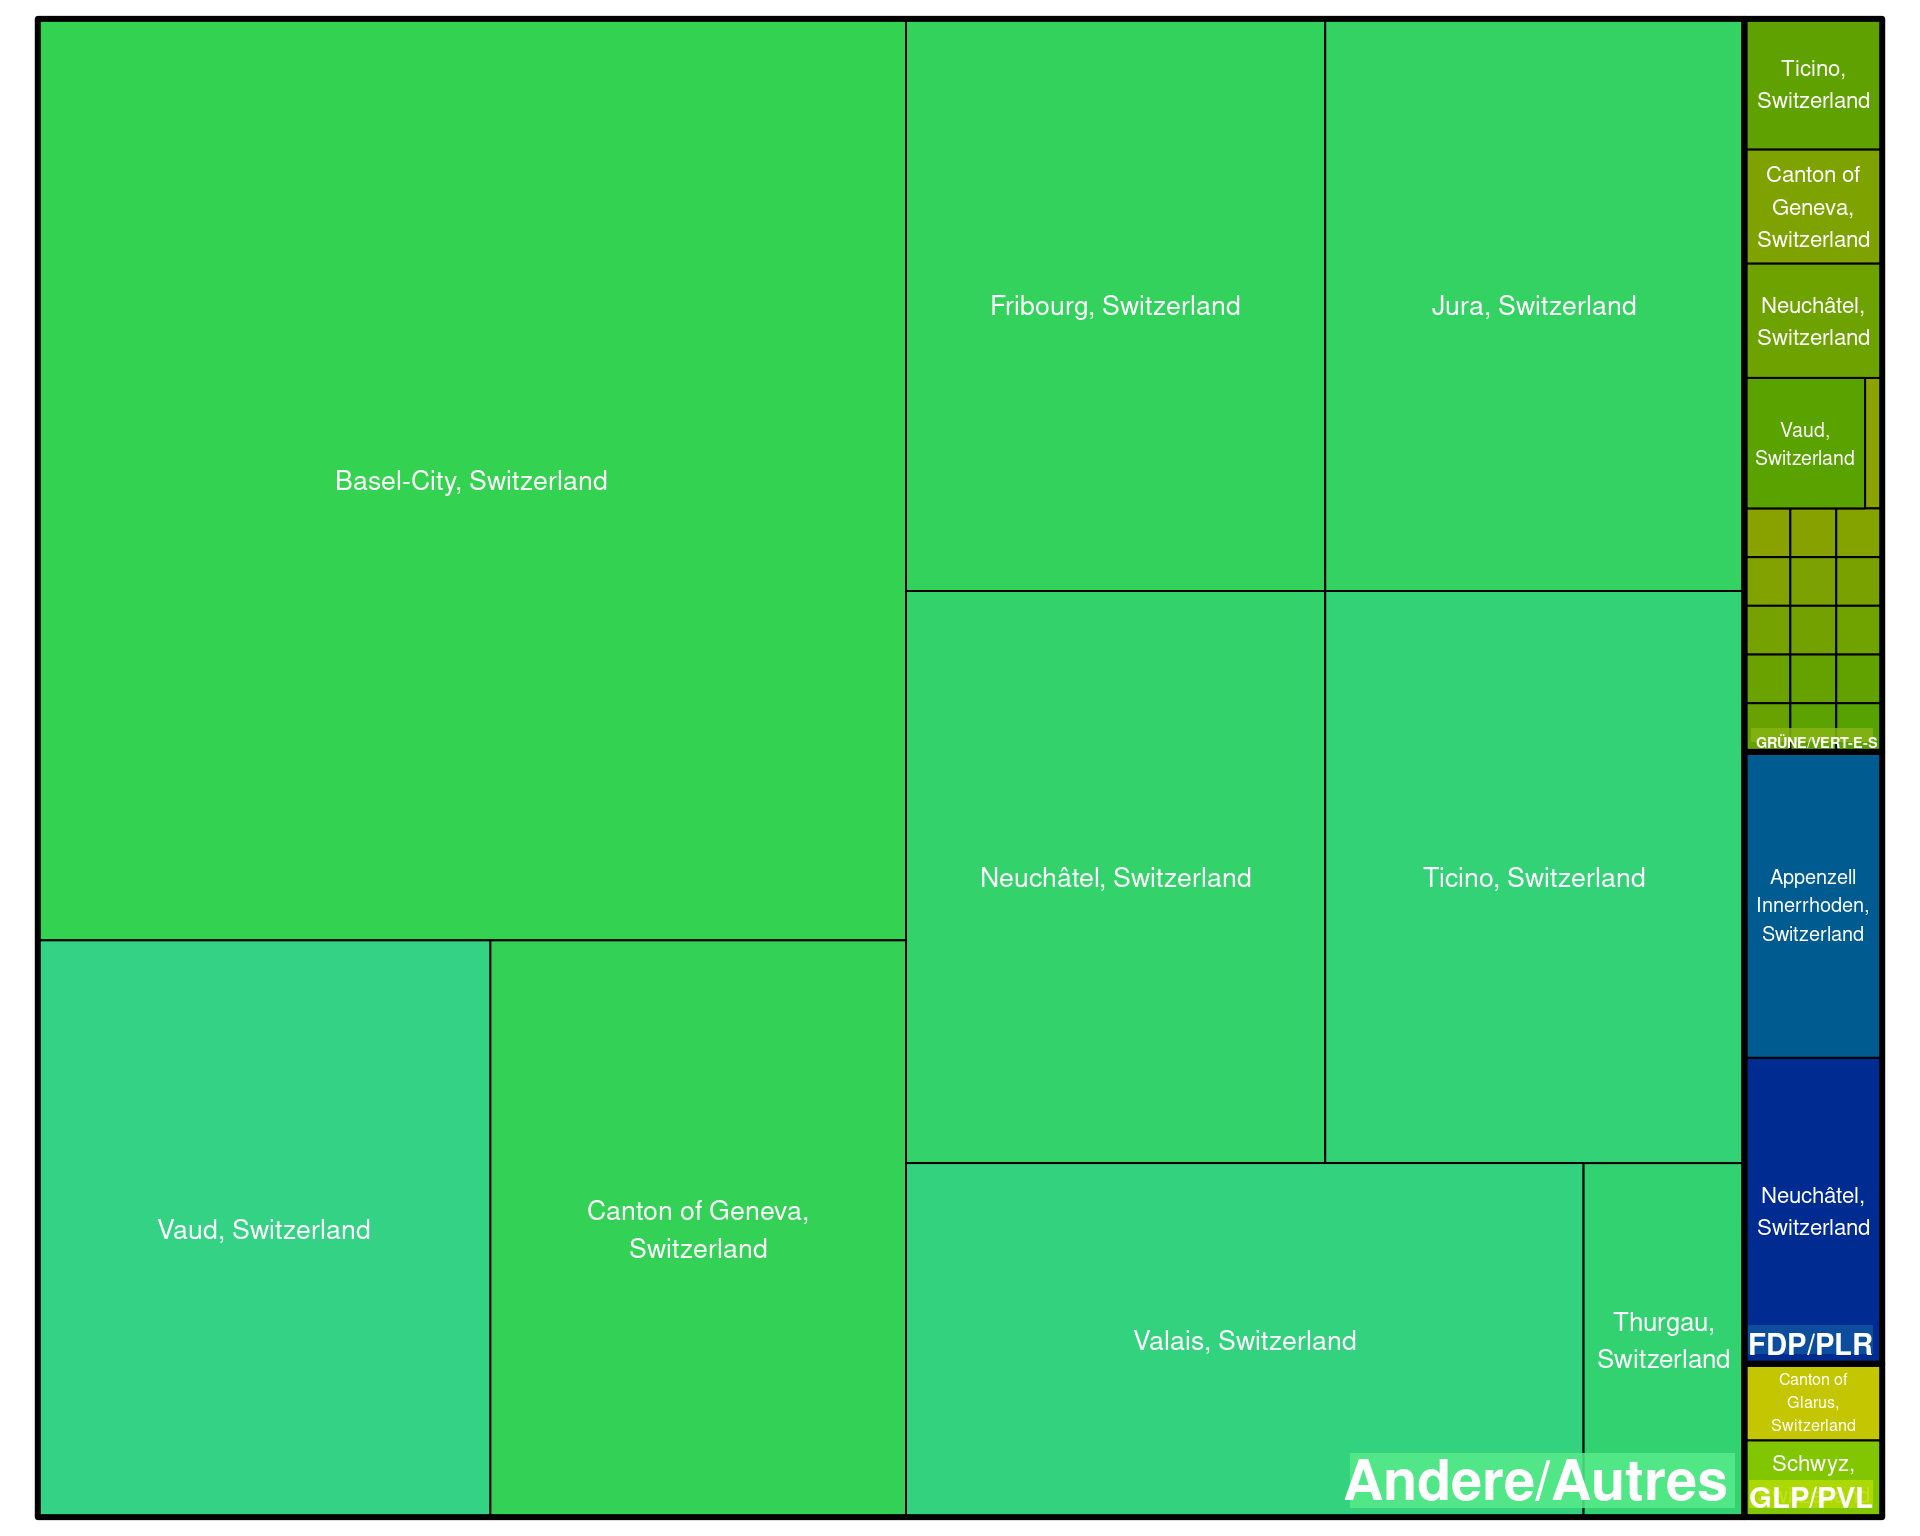 Basel-City, Switzerland
Fribourg, Switzerland
Jura, Switzerland
Neuchâtel, Switzerland
Ticino, Switzerland
Vaud, Switzerland
Canton of Geneva,
Switzerland
Valais, Switzerland
Thurgau,
Switzerland
Andere/Autres
Ticino,
Switzerland
Canton of
Geneva,
Switzerland
Neuchâtel,
Switzerland
Vaud,
Switzerland
GRÜNE/VERT-E-S
Appenzell
Innerrhoden,
Switzerland
Neuchâtel,
Switzerland
FDP/PLR
Canton of
Glarus,
Switzerland
Schwyz,
GLP/PVL